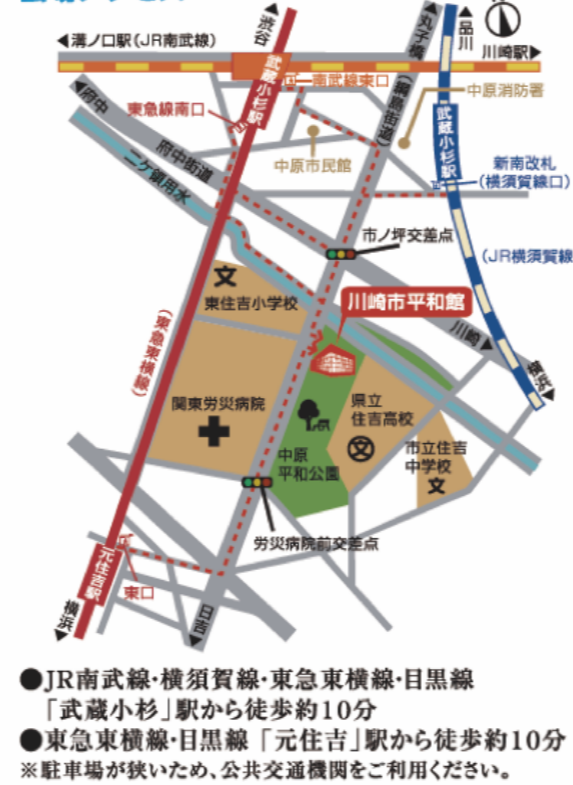 ◀溝ノ口駅(JR南武線)
渋谷
丸子橋
(綱島街道)
品川
川崎駅▶
武蔵小杉駅
南武線東口
東急線南口
中原消防署
中原市民館
武蔵小杉駅
新南改札
(横須賀線口)
(JR横須賀線
◀府中
府中街道
二ケ領用水
市ノ坪交差点
東住吉小学校
川崎市平和館
川崎▶
横浜
(東急東横線)
関東労災病院
県立
住吉高校
市立住吉
中学校
中原
平和公園
労災病院前交差点
元住吉駅
東口
横浜
日吉
●JR南武線・横須賀線・東急東横線・目黒線
「武蔵小杉」駅から徒歩約10分
●東急東横線・目黒線「元住吉」駅から徒歩約10分
※駐車場が狭いため、公共交通機関をご利用ください。